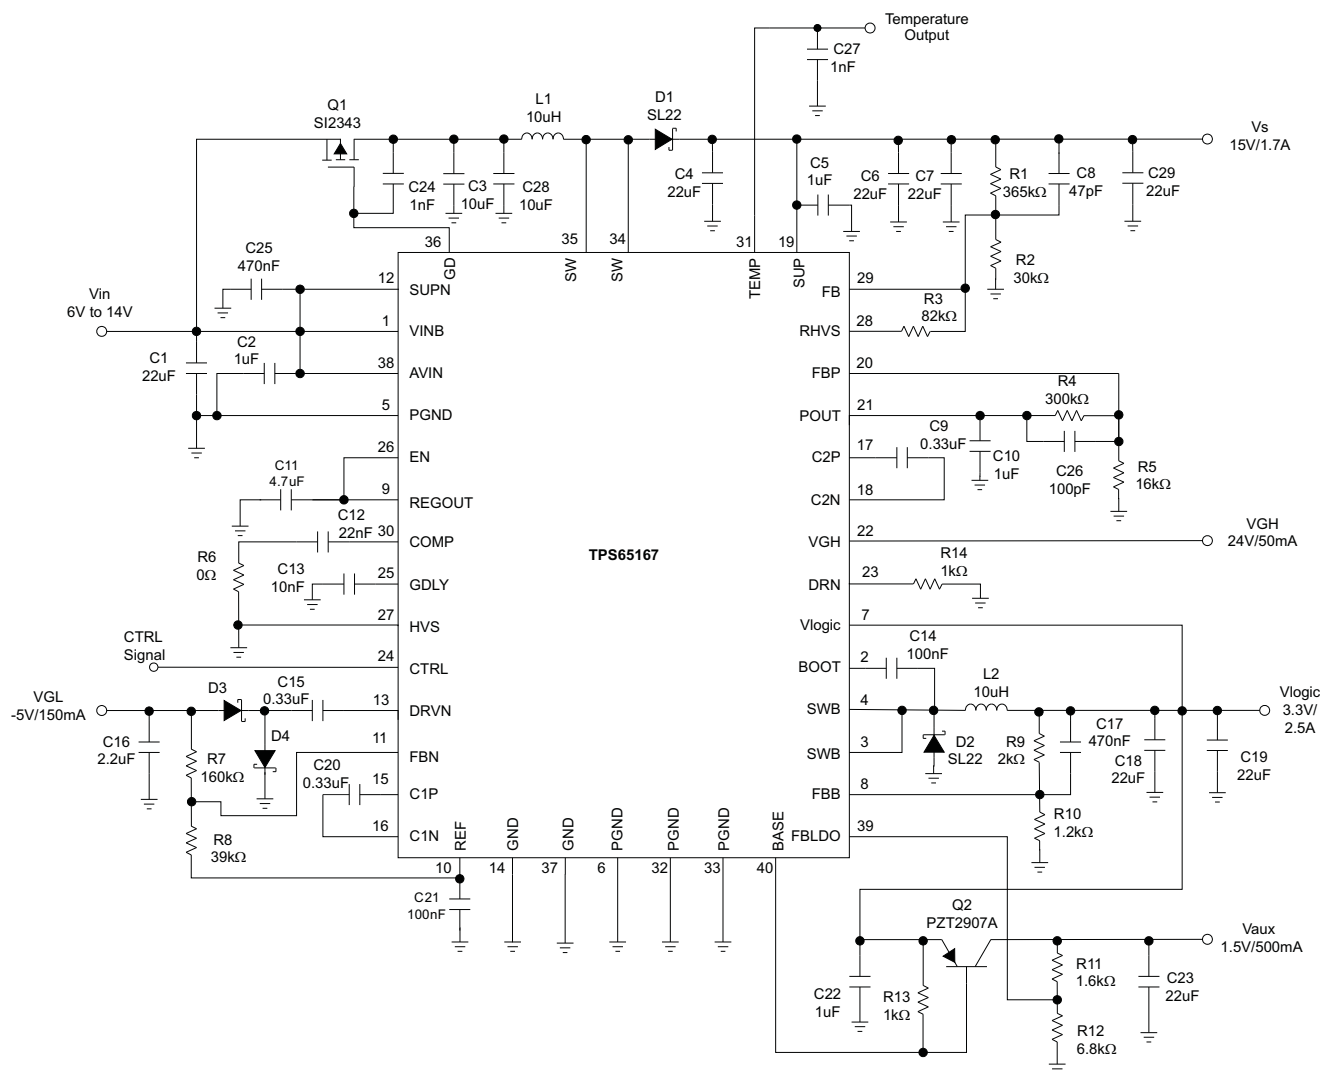 Temperature
Output
C27
1nF
Q1
SI2343
L1
10uH
D1
SL22
Vs
15V/1.7A
C24
1nF
C3
10uF
C28
10uF
C4
22uF
C5
1uF
C6
22uF
C7
22uF
R1
365kΩ
C8
47pF
C29
22uF
R2
30kΩ
36
35
34
31
19
GD
SW
SW
TEMP
SUP
C25
470nF
Vin
6V to 14V
C1
22uF
C2
1uF
12
SUPN
1
VINB
38
AVIN
5
PGND
26
EN
C11
4.7uF
9
REGOUT
C12
22nF
30
COMP
R6
0Ω
C13
10nF
25
GDLY
27
HVS
CTRL
Signal
24
CTRL
VGL
-5V/150mA
D3
C15
0.33uF
13
DRVN
C16
2.2uF
D4
R7
160kΩ
11
FBN
C20
0.33uF
15
C1P
16
C1N
R8
39kΩ
TPS65167
29
FB
R3
82kΩ
28
RHVS
20
FBP
R4
300kΩ
21
POUT
C9
0.33uF
C10
1uF
C26
100pF
R5
16kΩ
17
C2P
18
C2N
22
VGH
VGH
24V/50mA
23
DRN
R14
1kΩ
7
Vlogic
C14
100nF
2
BOOT
L2
10uH
4
SWB
Vlogic
3.3V/
2.5A
3
SWB
D2
SL22
R9
2kΩ
C17
470nF
C18
22uF
C19
22uF
8
FBB
R10
1.2kΩ
39
FBLDO
REF
GND
GND
PGND
PGND
PGND
BASE
10
14
37
6
32
33
40
C21
100nF
Q2
PZT2907A
Vaux
1.5V/500mA
C22
1uF
R13
1kΩ
R11
1.6kΩ
C23
22uF
R12
6.8kΩ